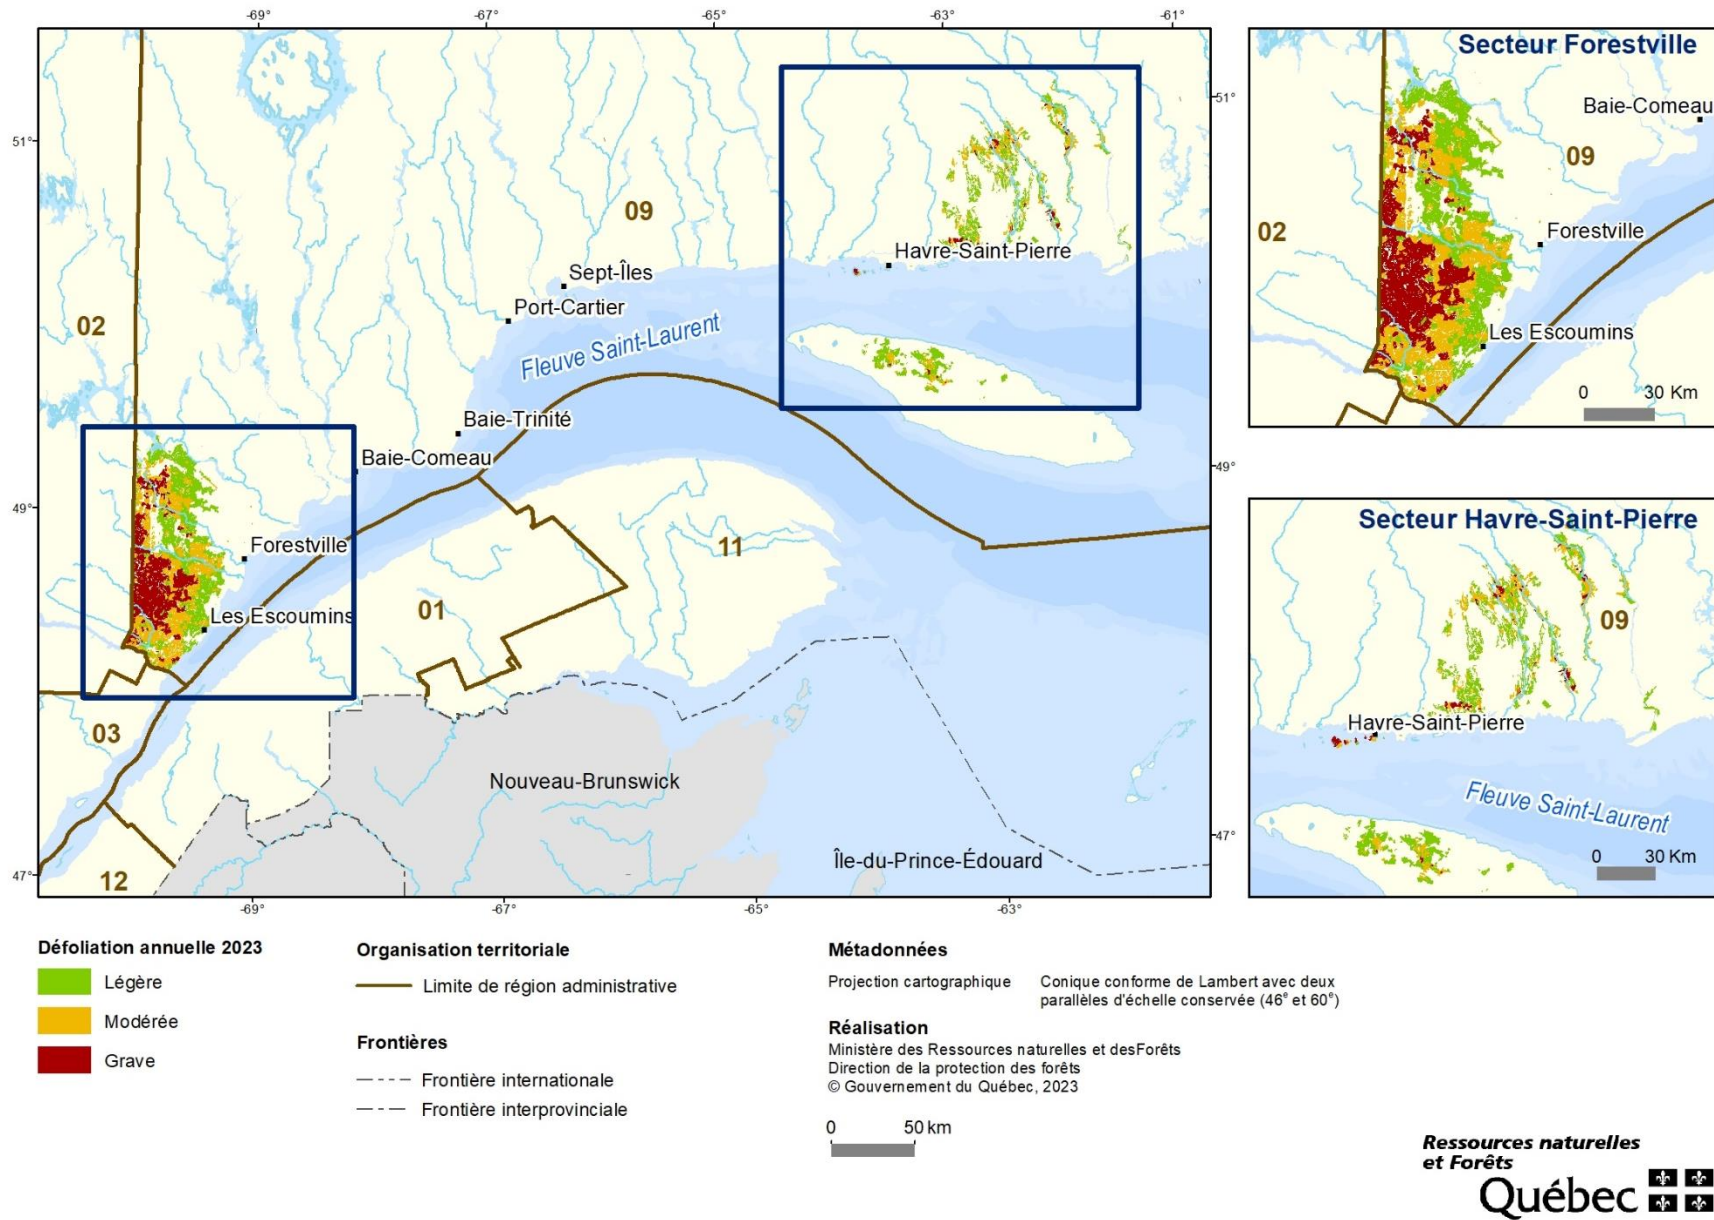 -69°
-67°
-65°
-63°
-61°
51°
49°
47°
51°
49°
47°
-69°
-67°
-65°
-63°
09
02
Havre-Saint-Pierre
Sept-Îles
Port-Cartier
Fleuve Saint-Laurent
Baie-Trinité
Baie-Comeau
Forestville
Les Escoumins
11
01
03
12
Nouveau-Brunswick
Île-du-Prince-Édouard
Secteur Forestville
Baie-Comeau
09
02
Forestville
Les Escoumins
0 30 Km
Secteur Havre-Saint-Pierre
09
Havre-Saint-Pierre
Fleuve Saint-Laurent
0 30 Km
Défoliation annuelle 2023
Légère
Modérée
Grave
Organisation territoriale
Limite de région administrative
Frontières
Frontière internationale
Frontière interprovinciale
Métadonnées
Projection cartographique Conique conforme de Lambert avec deux
parallèles d'échelle conservée (46e et 60e)
Réalisation
Ministère des Ressources naturelles et desForêts
Direction de la protection des forêts
© Gouvernement du Québec, 2023
0 50 km
Ressources naturelles
et Forêts
Québec